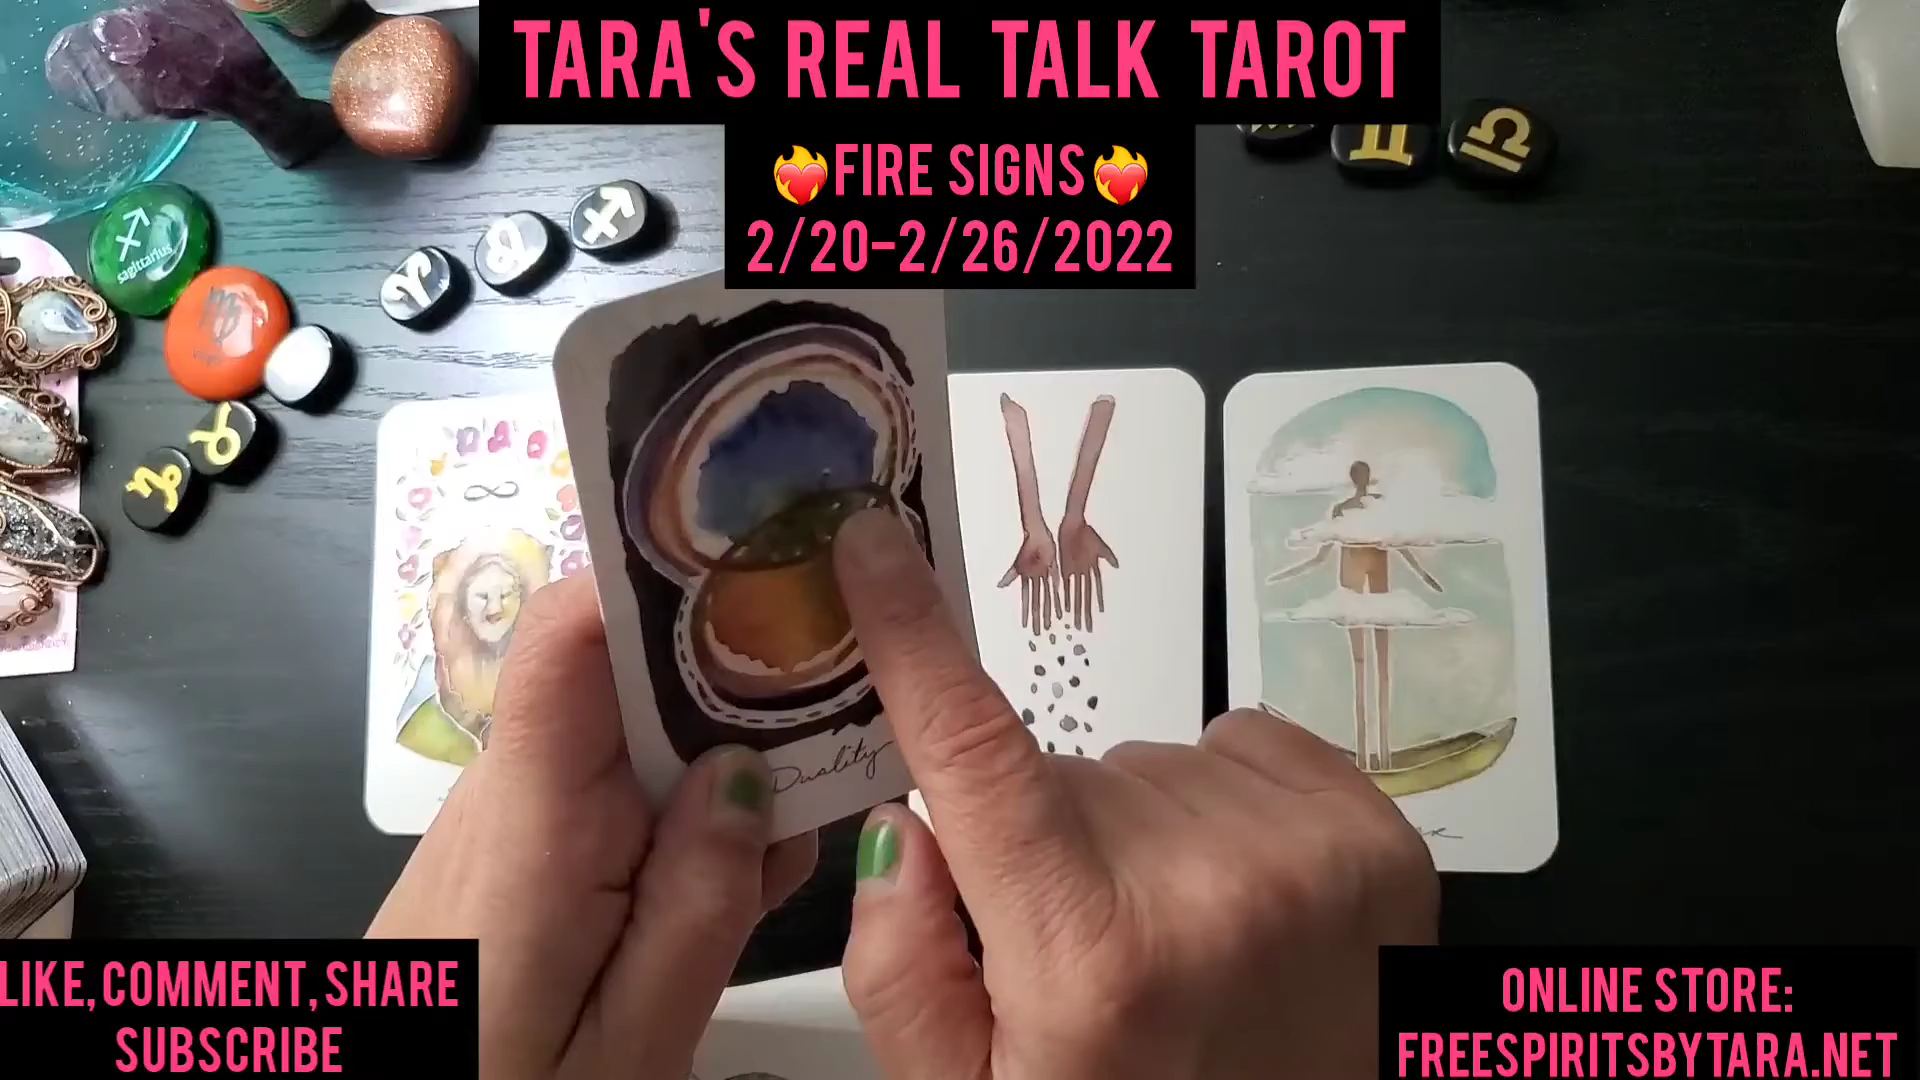 TARA'S REAL TALK TAROT
FIRE SIGNS
2/20-2/26/2022
sagittarius
Duality
LIKE, COMMENT, SHARE
SUBSCRIBE
ONLINE STORE:
FREESPIRITSBYTARA.NET